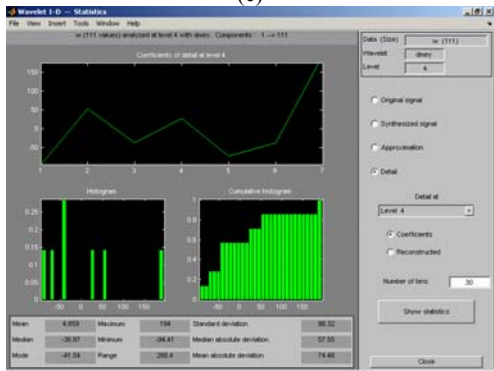 (c)
Wavelet 1-D -- Statistics
File View Insert Tools Window Help
w (111 values) analyzed at level 4 with dmey. Components : 1 --> 111
Data (Size) w (111)
Wavelet dmey
Level 4
Coefficients of detail at level 4
150
100
50
0
-50
1 2 3 4 5 6 7
Original signal
Synthesized signal
Approximation
Detail
Detail at
Level 4
Coefficients
Reconstructed
Number of bins 30
Show statistics
Close
Histogram
0.25
0.2
0.15
0.1
0.05
0
-50 0 50 100 150
Cumulative histogram
1
0.8
0.6
0.4
0.2
0
-50 0 50 100 150
Mean 4.859 Maximum 194 Standard deviation 98.32
Median -36.87 Minimum -94.41 Median absolute deviation 57.55
Mode -41.54 Range 288.4 Mean absolute deviation 74.48